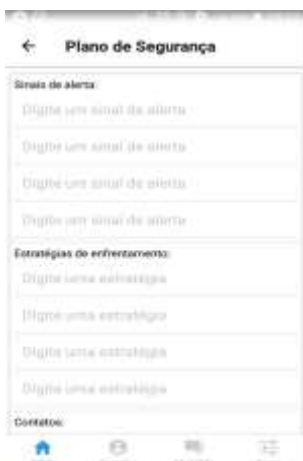 Plano de Segurança
Sinais de alerta:
Digite um sinal de alerta
Digite um sinal de alerta
Digite um sinal de alerta
Digite um sinal de alerta
Estratégias de enfrentamento:
Digite uma estratégia
Digite uma estratégia
Digite uma estratégia
Digite uma estratégia
Contatos: